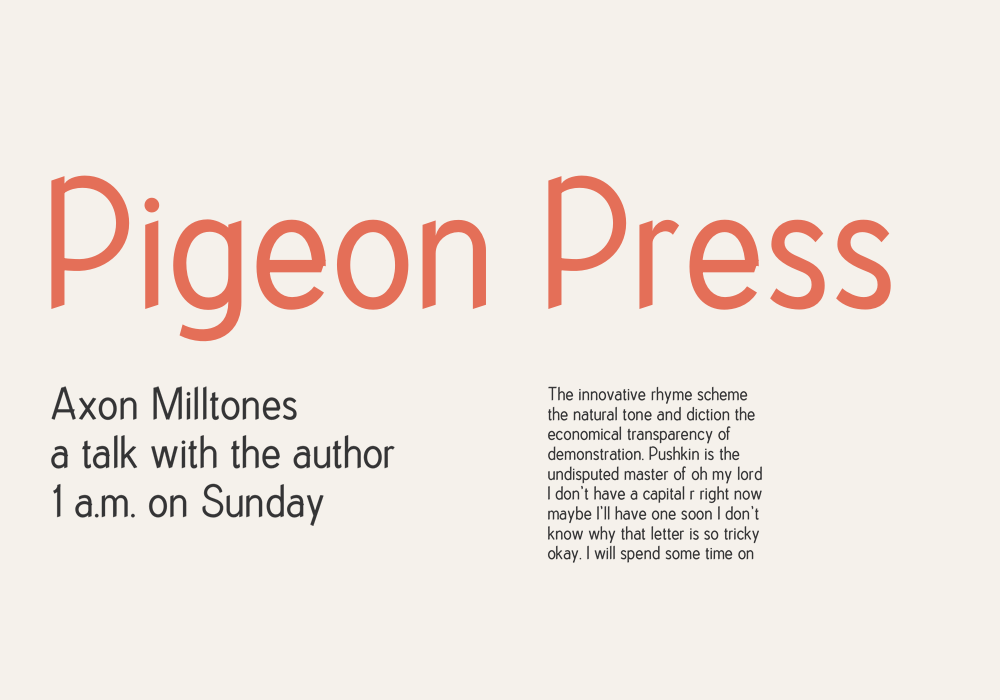 Pigeon Press
Axon Milltones
a talk with the author
1 a.m. on Sunday
The innovative rhyme scheme
the natural tone and diction the
economical transparency of
demonstration. Pushkin is the
undisputed master of oh my lord
I don't have a capital r right now
maybe I'll have one soon I don't
know why that letter is so tricky
okay. I will spend some time on